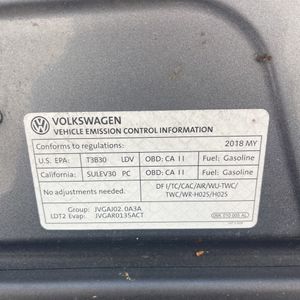 VOLKSWAGEN
VEHICLE EMISSION CONTROL INFORMATION
Conforms to regulations: 2018 MY
U.S. EPA: T3B30 LDV OBD: CA II Fuel: Gasoline
California: SULEV30 PC OBD: CA II Fuel: Gasoline
No adjustments needed. DFI/TC/CAC/AIR/WU-TWC/
TWC/WR-HO2S/HO2S
Group: JVGAJ02.0A3A
LDT2 Evap: JVGAR0135ACT
010 005